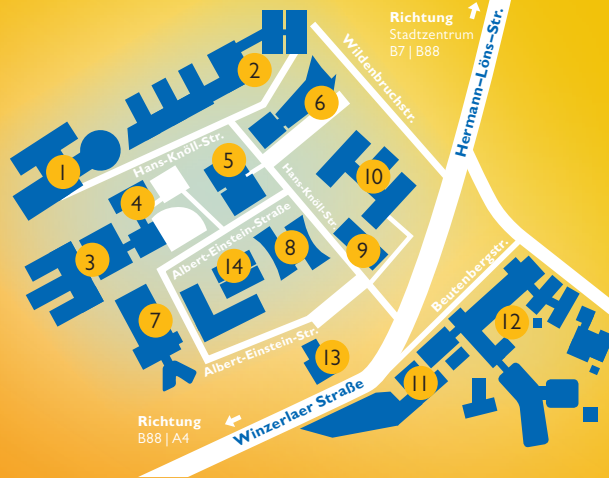 Richtung
Stadtzentrum
B7 | B88
Hermann-Löns-Str.
Wildenbruchstr.
2
6
Hans-Knöll-Str.
1
5
4
10
Hans-Knöll-Str.
Albert-Einstein-Straße
3
8
9
14
Beutenbergstr.
7
12
Albert-Einstein-Str.
13
11
Winzerlaer Straße
Richtung
B88 | A4